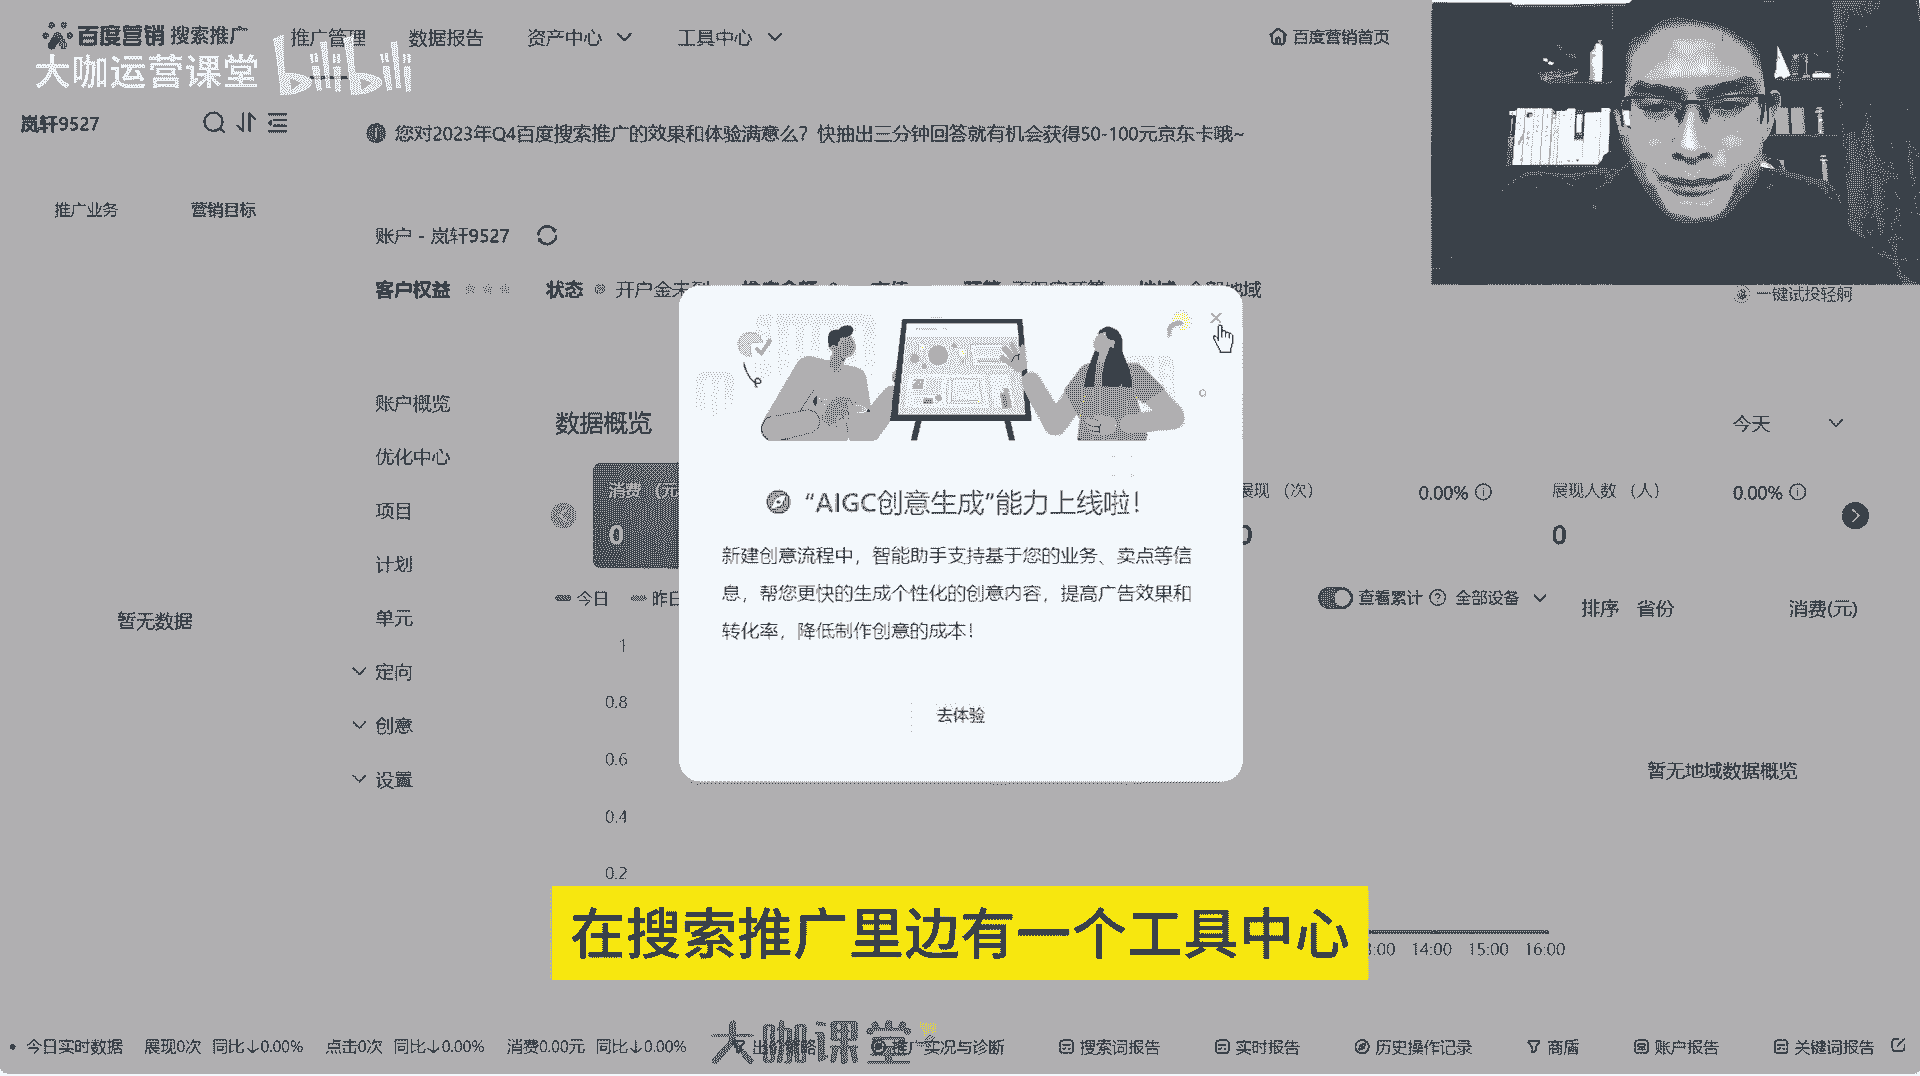 百度营销 搜索推广 推广管理 数据报告 资产中心 工具中心 百度营销首页
大咖运营课堂 bilibili
岚轩9527
您对2023年Q4百度搜索推广的效果和体验满意么？快抽出三分钟回答就有机会获得50-100元京东卡哦~
推广业务 营销目标
账户 - 岚轩9527
客户权益 状态 开户金未到
一键试投轻舸
账户概览
优化中心
项目
计划
单元
定向
创意
设置
暂无数据
数据概览 今天
消费（元
0
展现（次） 0.00% 展现人数（人） 0.00%
0
今日 昨日
查看累计 全部设备 排序 省份 消费(元)
1
0.8
0.6
0.4
0.2
暂无地域数据概览
“AIGC创意生成”能力上线啦！
新建创意流程中，智能助手支持基于您的业务、卖点等信
息，帮您更快的生成个性化的创意内容，提高广告效果和
转化率，降低制作创意的成本！
去体验
在搜索推广里边有一个工具中心
14:00 15:00 16:00
大咖课堂
今日实时数据 展现0次 同比↓0.00% 点击0次 同比↓0.00% 消费0.00元 同比↓0.00% 推广实况与诊断 搜索词报告 实时报告 历史操作记录 商盾 账户报告 关键词报告